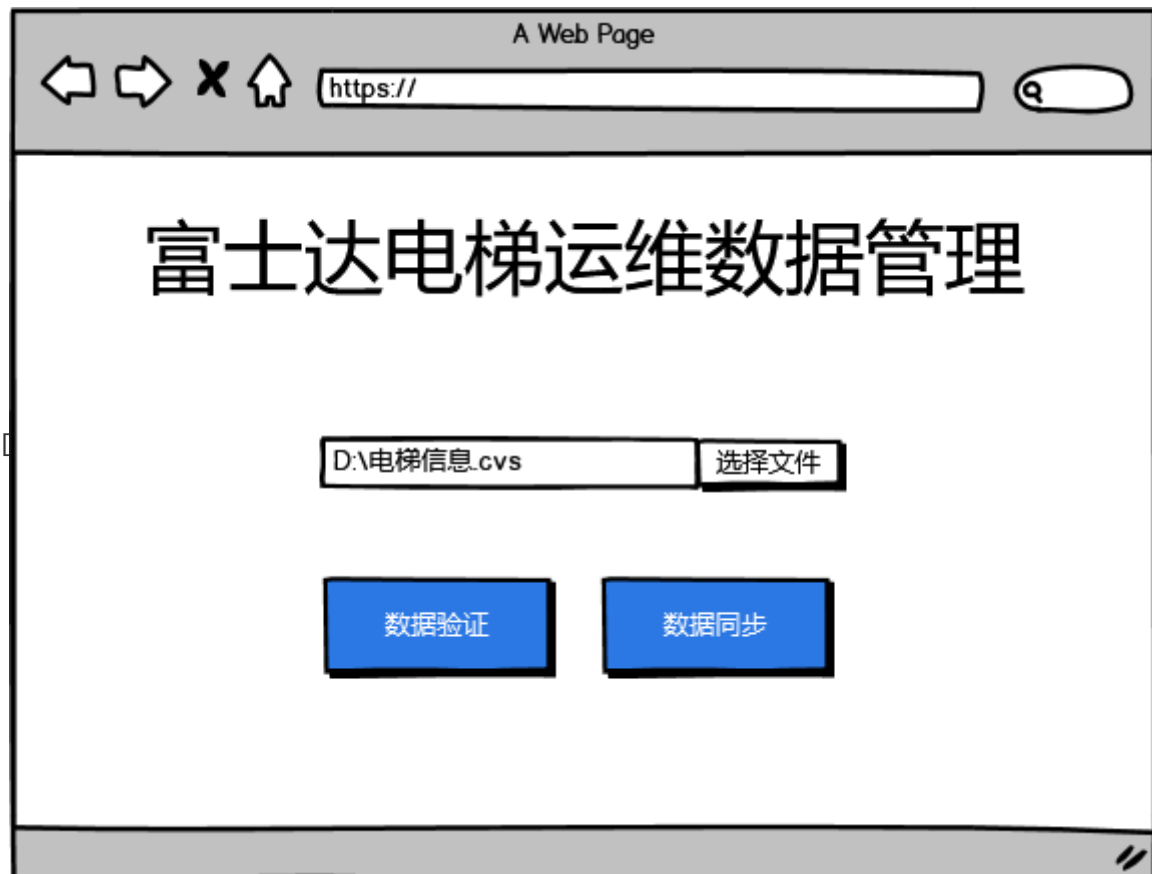 A Web Page
https://
富士达电梯运维数据管理
D:\电梯信息.cvs
选择文件
数据验证
数据同步